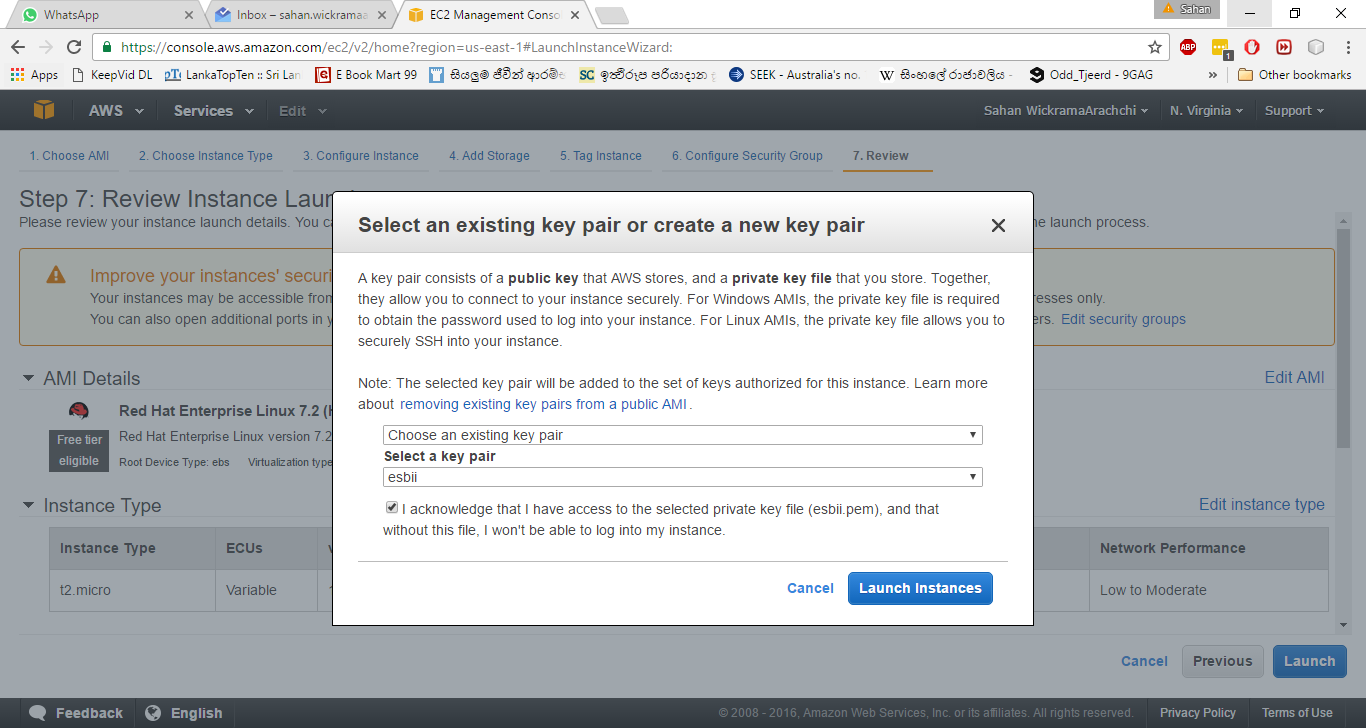 WhatsApp
Inbox – sahan.wickramaa
EC2 Management Conso
Sahan
https://console.aws.amazon.com/ec2/v2/home?region=us-east-1#LaunchInstanceWizard:
ABP
1
Apps
KeepVid DL
LankaTopTen :: Sri Lan
E Book Mart 99
සියලුම ජීවීන් ආරම්භ
SC
SEEK - Australia's no.
W සිංහලේ රාජාවලිය -
Odd_Tjeerd - 9GAG
»
Other bookmarks
AWS
Services
Edit
Sahan WickramaArachchi
N. Virginia
Support
1. Choose AMI
2. Choose Instance Type
3. Configure Instance
4. Add Storage
5. Tag Instance
6. Configure Security Group
7. Review
Step 7: Review Instance Laun
Please review your instance launch details. You ca
he launch process.
Improve your instances' securi
Your instances may be accessible from
resses only.
You can also open additional ports in y
ers. Edit security groups
AMI Details
Edit AMI
Red Hat Enterprise Linux 7.2 (H
Free tier
eligible
Red Hat Enterprise Linux version 7.2
Root Device Type: ebs
Virtualization type
Instance Type
Edit instance type
Instance Type
ECUs
v
Network Performance
t2.micro
Variable
Low to Moderate
Select an existing key pair or create a new key pair
A key pair consists of a public key that AWS stores, and a private key file that you store. Together,
they allow you to connect to your instance securely. For Windows AMIs, the private key file is required
to obtain the password used to log into your instance. For Linux AMIs, the private key file allows you to
securely SSH into your instance.
Note: The selected key pair will be added to the set of keys authorized for this instance. Learn more
about removing existing key pairs from a public AMI .
Choose an existing key pair
Select a key pair
esbii
I acknowledge that I have access to the selected private key file (esbii.pem), and that
without this file, I won't be able to log into my instance.
Cancel
Launch Instances
Cancel
Previous
Launch
Feedback
English
© 2008 - 2016, Amazon Web Services, Inc. or its affiliates. All rights reserved.
Privacy Policy
Terms of Use